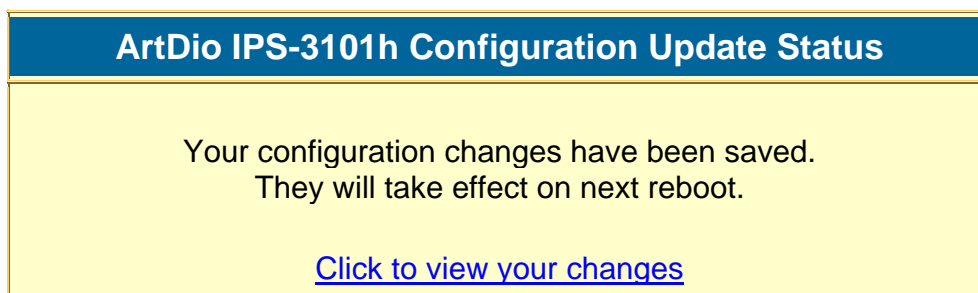 ArtDio IPS-3101h Configuration Update Status
Your configuration changes have been saved.
They will take effect on next reboot.
Click to view your changes